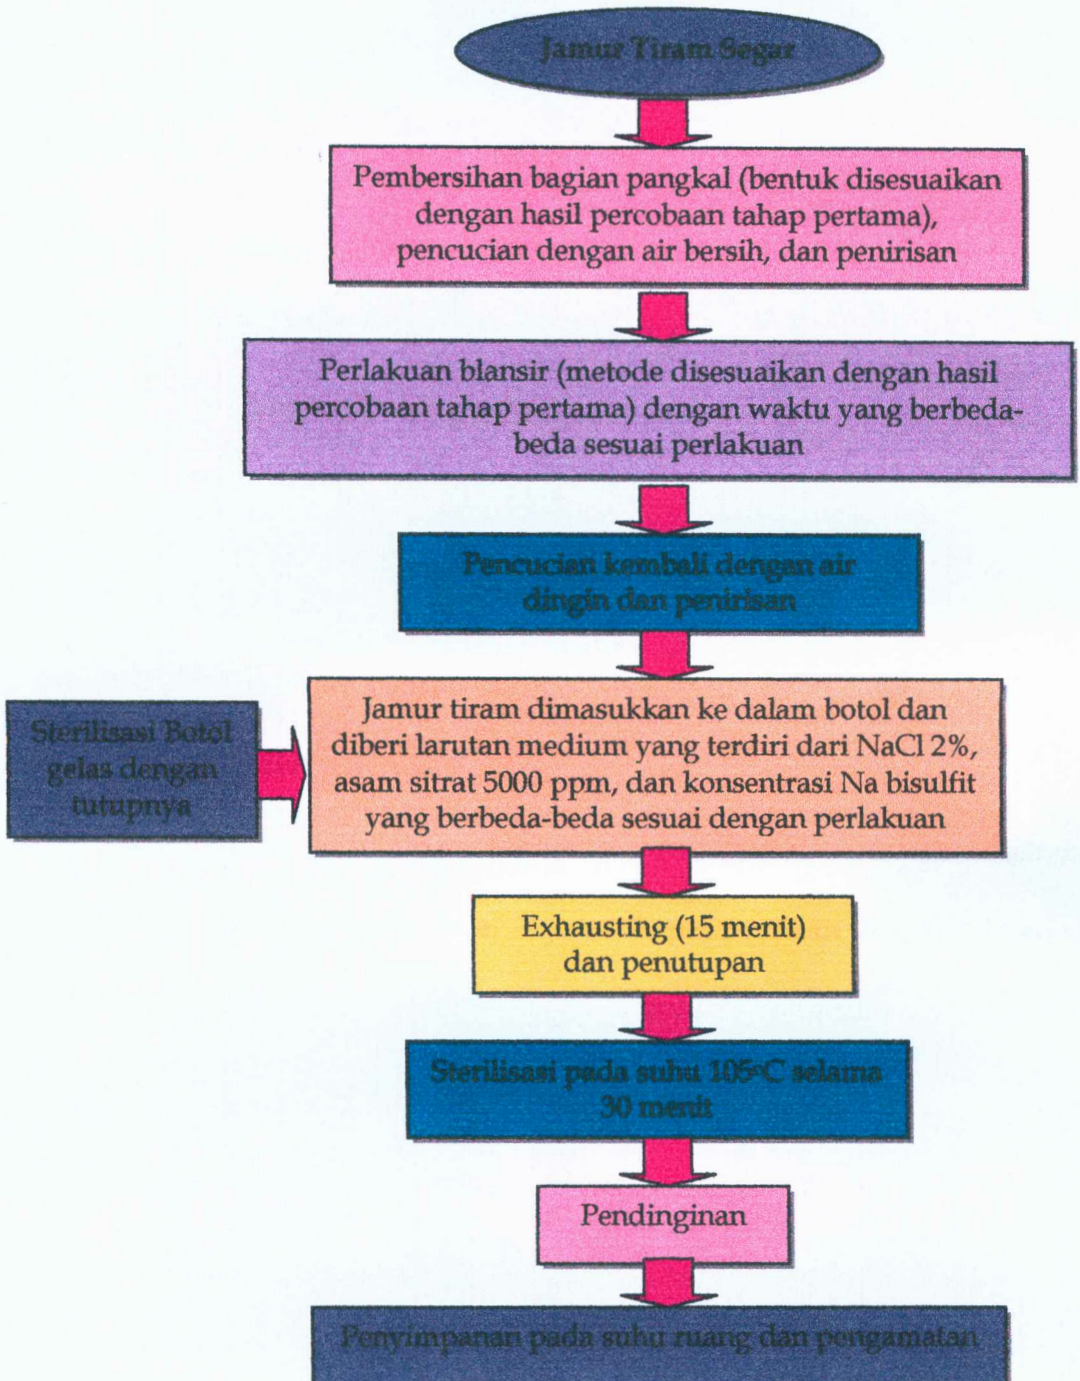 Jamur Tiram Segar
Pembersihan bagian pangkal (bentuk disesuaikan
dengan hasil percobaan tahap pertama),
pencucian dengan air bersih, dan penirisan
Perlakuan blansir (metode disesuaikan dengan hasil
percobaan tahap pertama) dengan waktu yang berbeda-
beda sesuai perlakuan
Pencucian kembali dengan air
dingin dan penirisan
Sterilisasi Botol
gelas dengan
tutupnya
Jamur tiram dimasukkan ke dalam botol dan
diberi larutan medium yang terdiri dari NaCl 2%,
asam sitrat 5000 ppm, dan konsentrasi Na bisulfit
yang berbeda-beda sesuai dengan perlakuan
Exhausting (15 menit)
dan penutupan
Sterilisasi pada suhu 105°C selama
30 menit
Pendinginan
Penyimpanan pada suhu ruang dan pengamatan